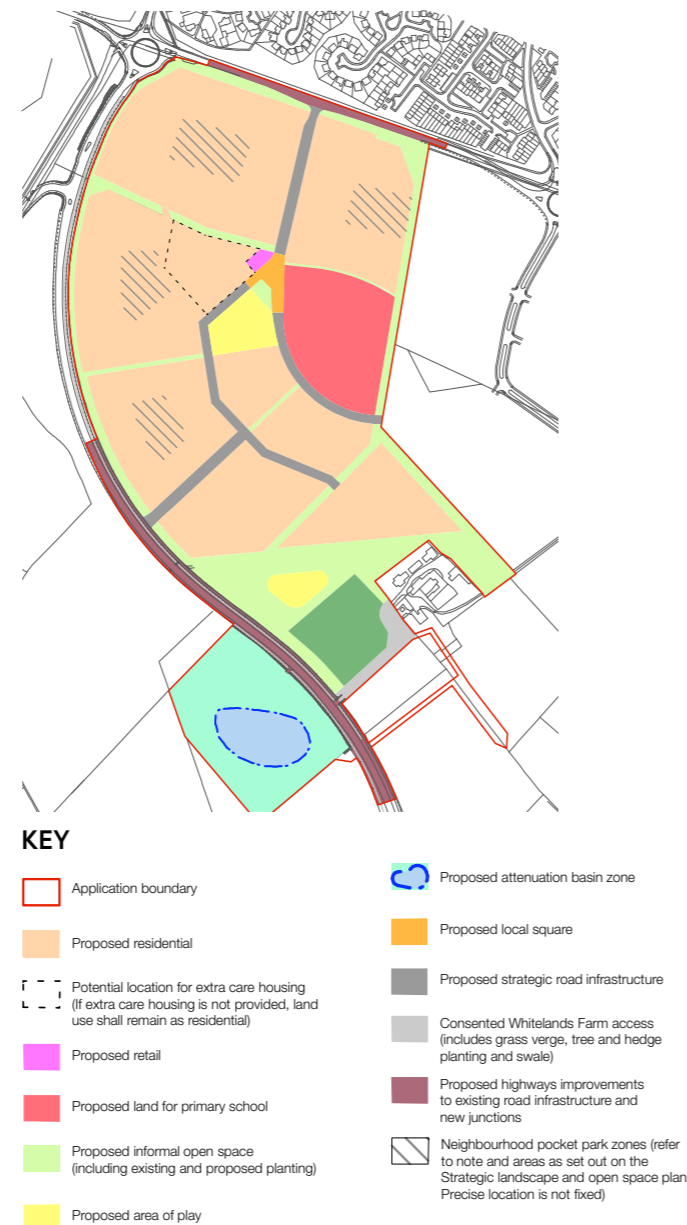 KEY
Application boundary
Proposed residential
Potential location for extra care housing
(If extra care housing is not provided, land
use shall remain as residential)
Proposed retail
Proposed land for primary school
Proposed informal open space
(including existing and proposed planting)
Proposed area of play
Proposed attenuation basin zone
Proposed local square
Proposed strategic road infrastructure
Consented Whitelands Farm access
(includes grass verge, tree and hedge
planting and swale)
Proposed highways improvements
to existing road infrastructure and
new junctions
Neighbourhood pocket park zones (refer
to note and areas as set out on the
Strategic landscape and open space plan
Precise location is not fixed)